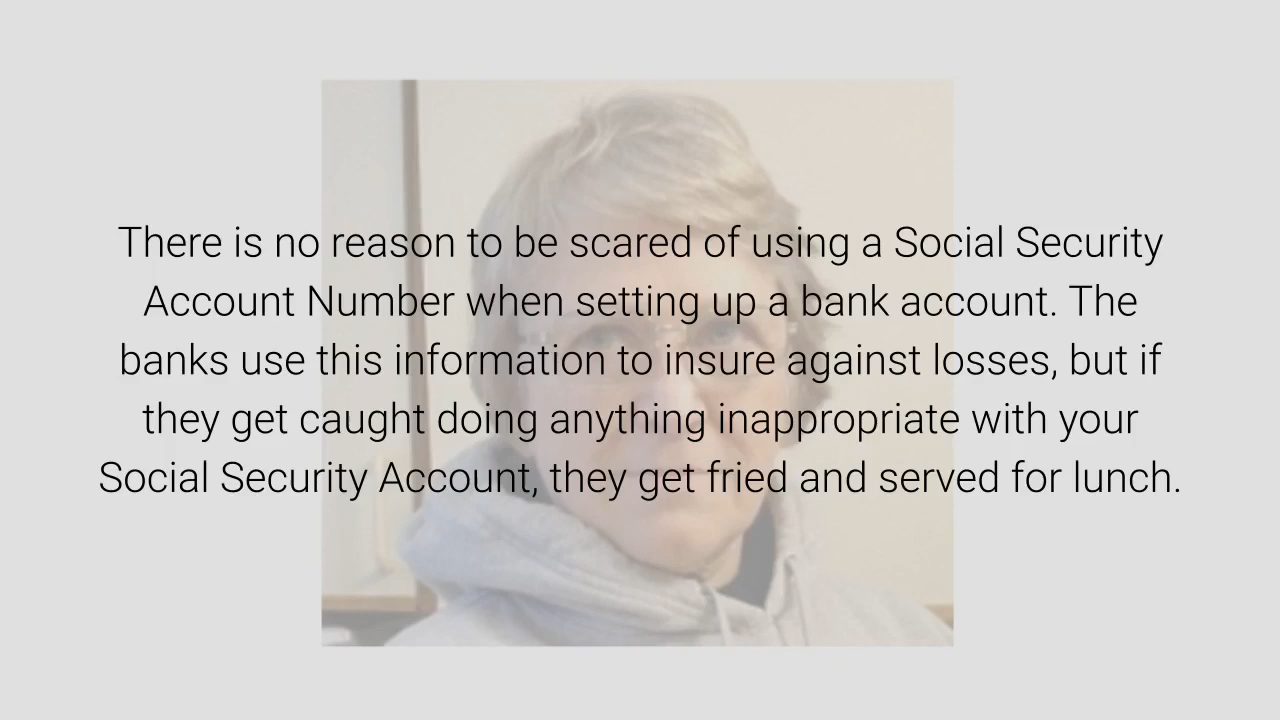 There is no reason to be scared of using a Social Security
Account Number when setting up a bank account. The
banks use this information to insure against losses, but if
they get caught doing anything inappropriate with your
Social Security Account, they get fried and served for lunch.